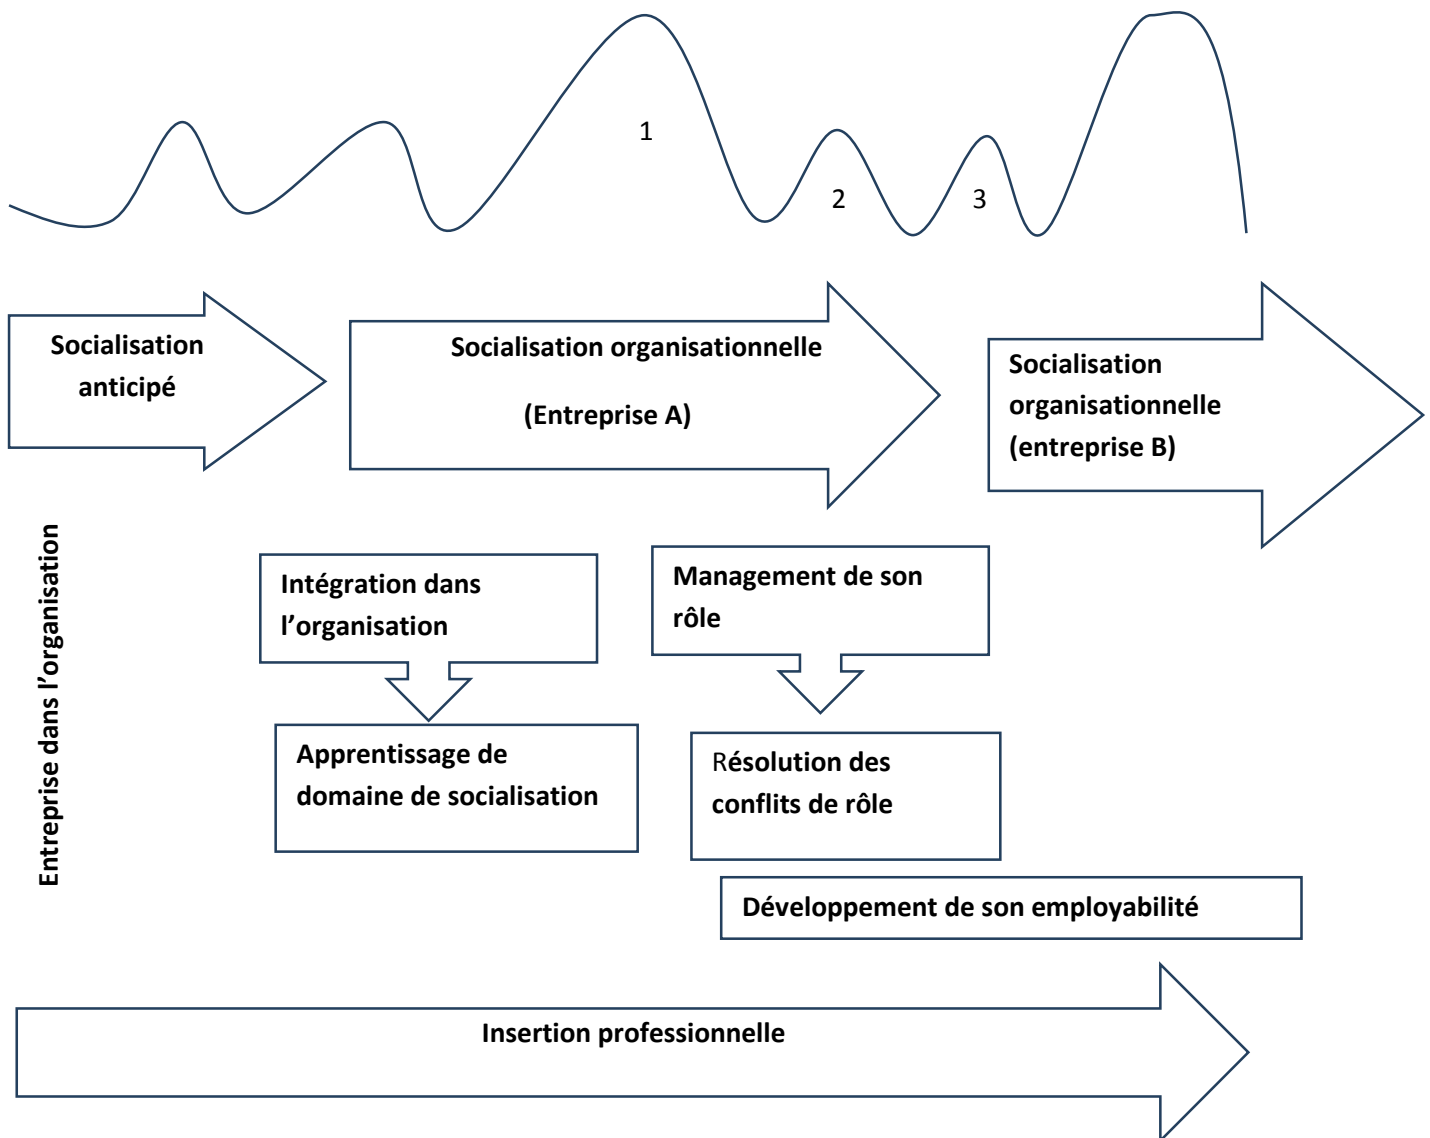 1
2
3
Socialisation
anticipé
Socialisation organisationnelle
(Entreprise A)
Socialisation
organisationnelle
(entreprise B)
Entreprise dans l’organisation
Intégration dans
l’organisation
Management de son
rôle
Apprentissage de
domaine de socialisation
Résolution des
conflits de rôle
Développement de son employabilité
Insertion professionnelle